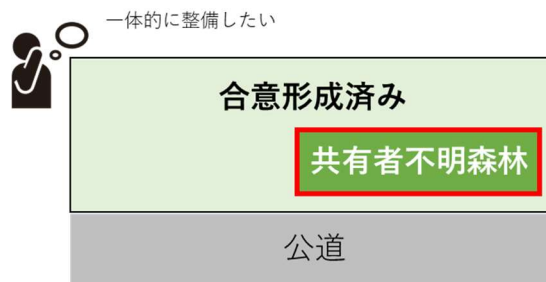 一体的に整備したい
合意形成済み
共有者不明森林
公道